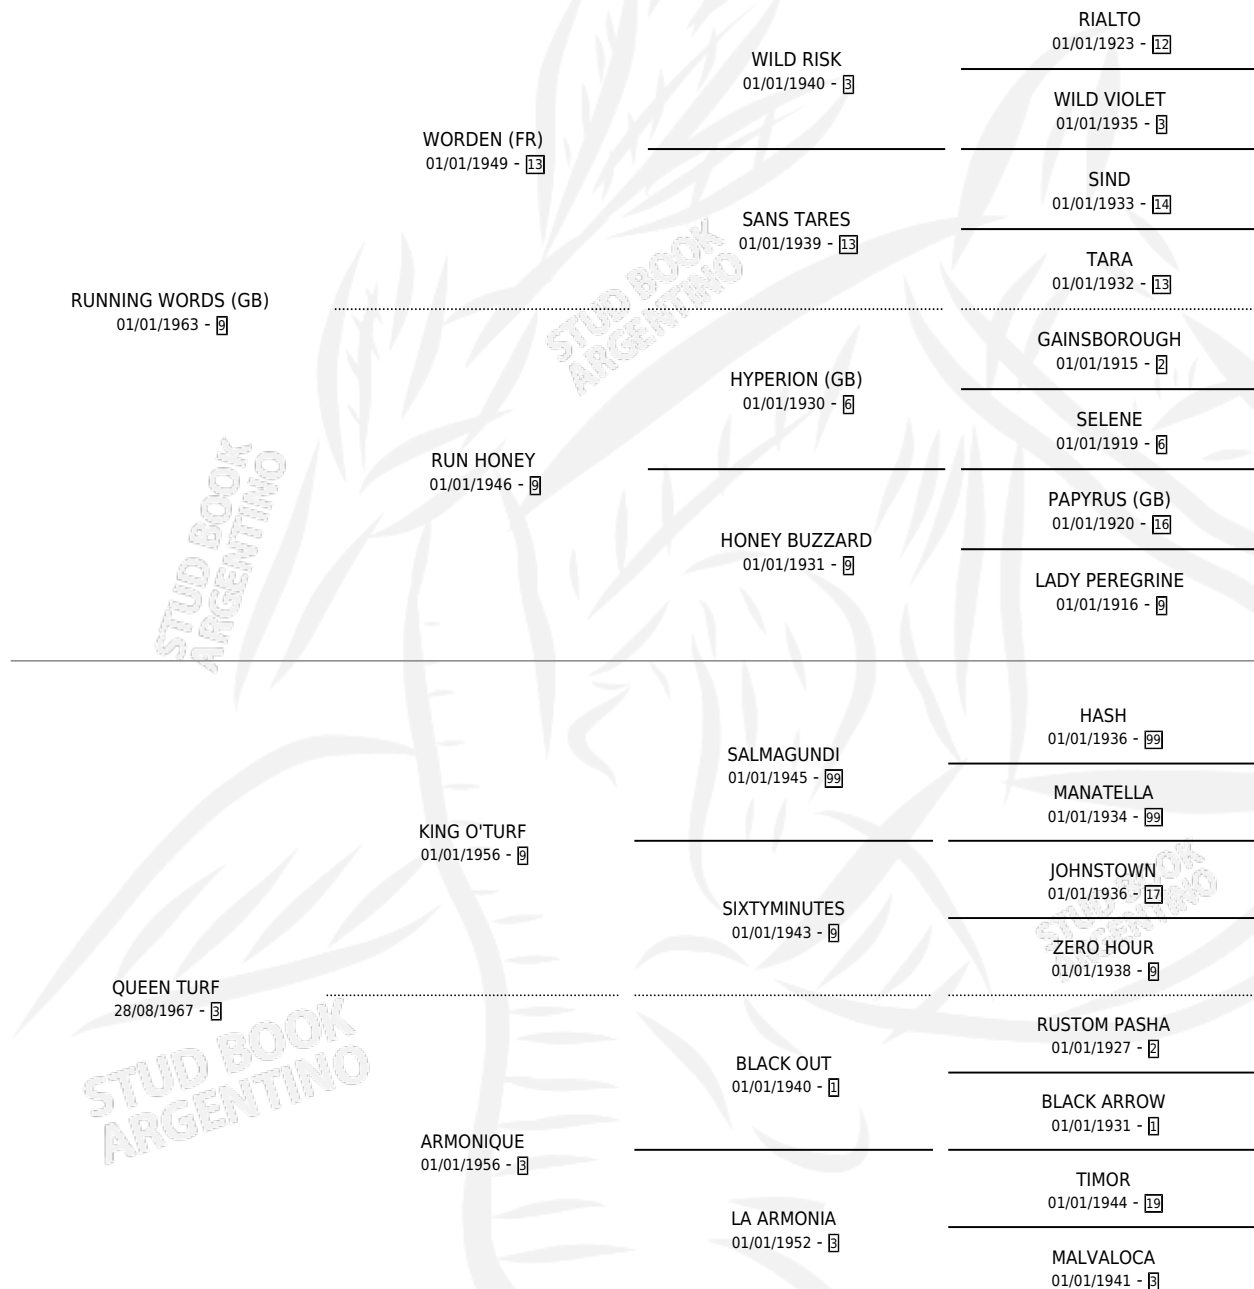 RUNNING WORDS (GB)
01/01/1963 - 9
WORDEN (FR)
01/01/1949 - 13
WILD RISK
01/01/1940 - 3
RIALTO
01/01/1923 - 12
WILD VIOLET
01/01/1935 - 3
SANS TARES
01/01/1939 - 13
SIND
01/01/1933 - 14
TARA
01/01/1932 - 13
RUN HONEY
01/01/1946 - 9
HYPERION (GB)
01/01/1930 - 6
GAINSBOROUGH
01/01/1915 - 2
SELENE
01/01/1919 - 6
HONEY BUZZARD
01/01/1931 - 9
PAPYRUS (GB)
01/01/1920 - 16
LADY PEREGRINE
01/01/1916 - 9
QUEEN TURF
28/08/1967 - 3
KING O'TURF
01/01/1956 - 9
SALMAGUNDI
01/01/1945 - 99
HASH
01/01/1936 - 99
MANATELLA
01/01/1934 - 99
SIXTYMINUTES
01/01/1943 - 9
JOHNSTOWN
01/01/1936 - 17
ZERO HOUR
01/01/1938 - 9
ARMONIQUE
01/01/1956 - 3
BLACK OUT
01/01/1940 - 1
RUSTOM PASHA
01/01/1927 - 2
BLACK ARROW
01/01/1931 - 1
LA ARMONIA
01/01/1952 - 3
TIMOR
01/01/1944 - 19
MALVALOCA
01/01/1941 - 3
STUD BOOK
ARGENTINO
STUD BOOK
ARGENTINO
STUD BOOK
ARGENTINO
STUD BOOK
ARGENTINO